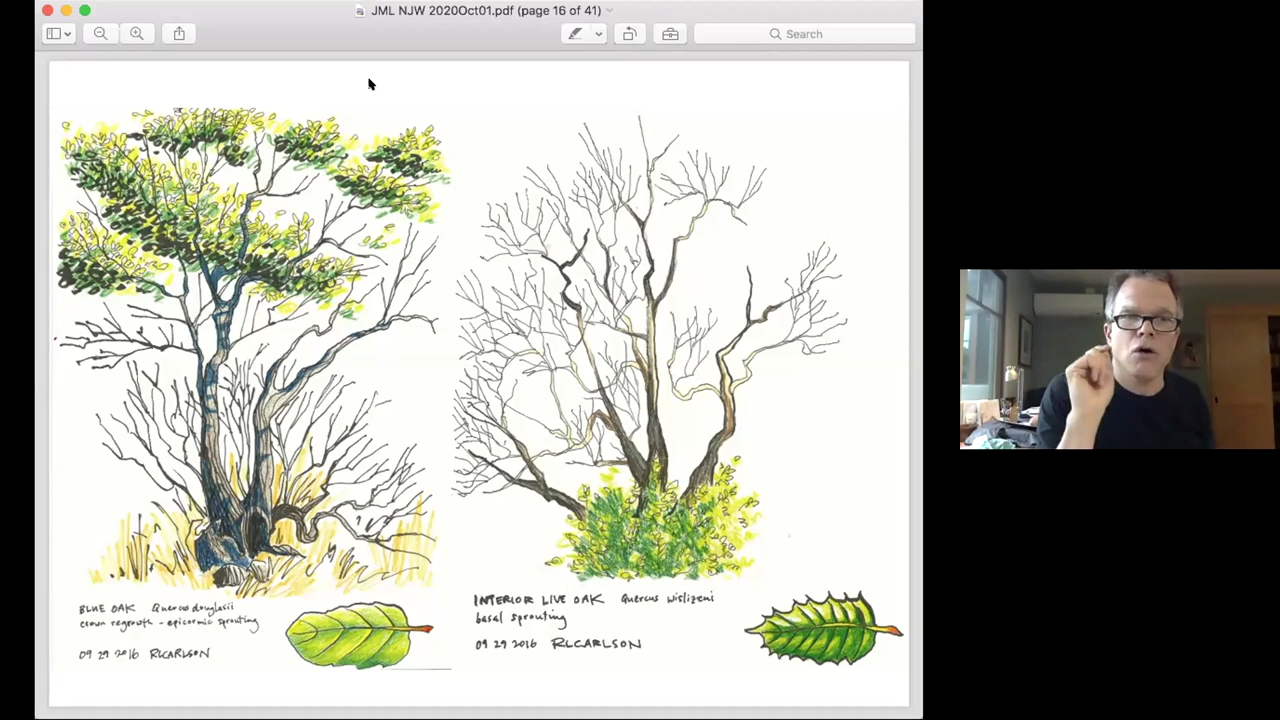 JML NJW 2020Oct01.pdf (page 16 of 41)
Search
BLUE OAK Quercus douglasii
crown regrowth - epicormic sprouting
09 29 2016 RLCARLSON
INTERIOR LIVE OAK Quercus wislizeni
basal sprouting
09 29 2016 RLCARLSON